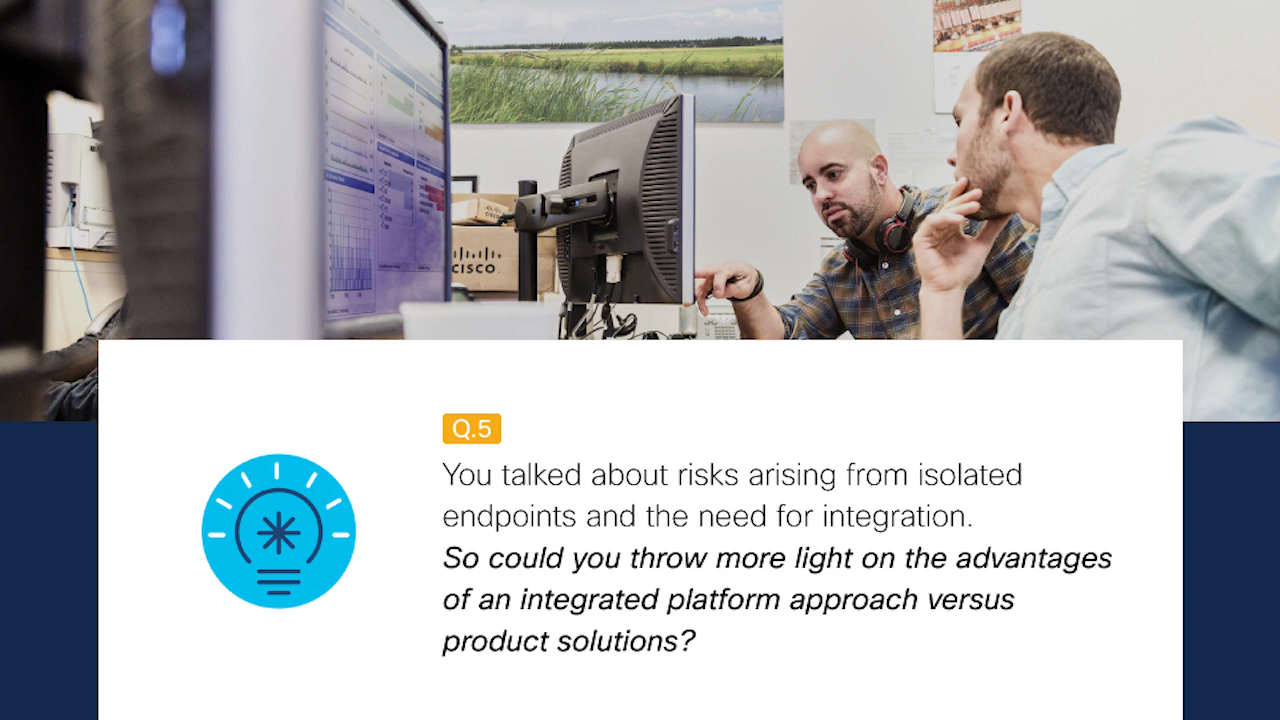 CISCO
Q.5
You talked about risks arising from isolated
endpoints and the need for integration.
So could you throw more light on the advantages
of an integrated platform approach versus
product solutions?